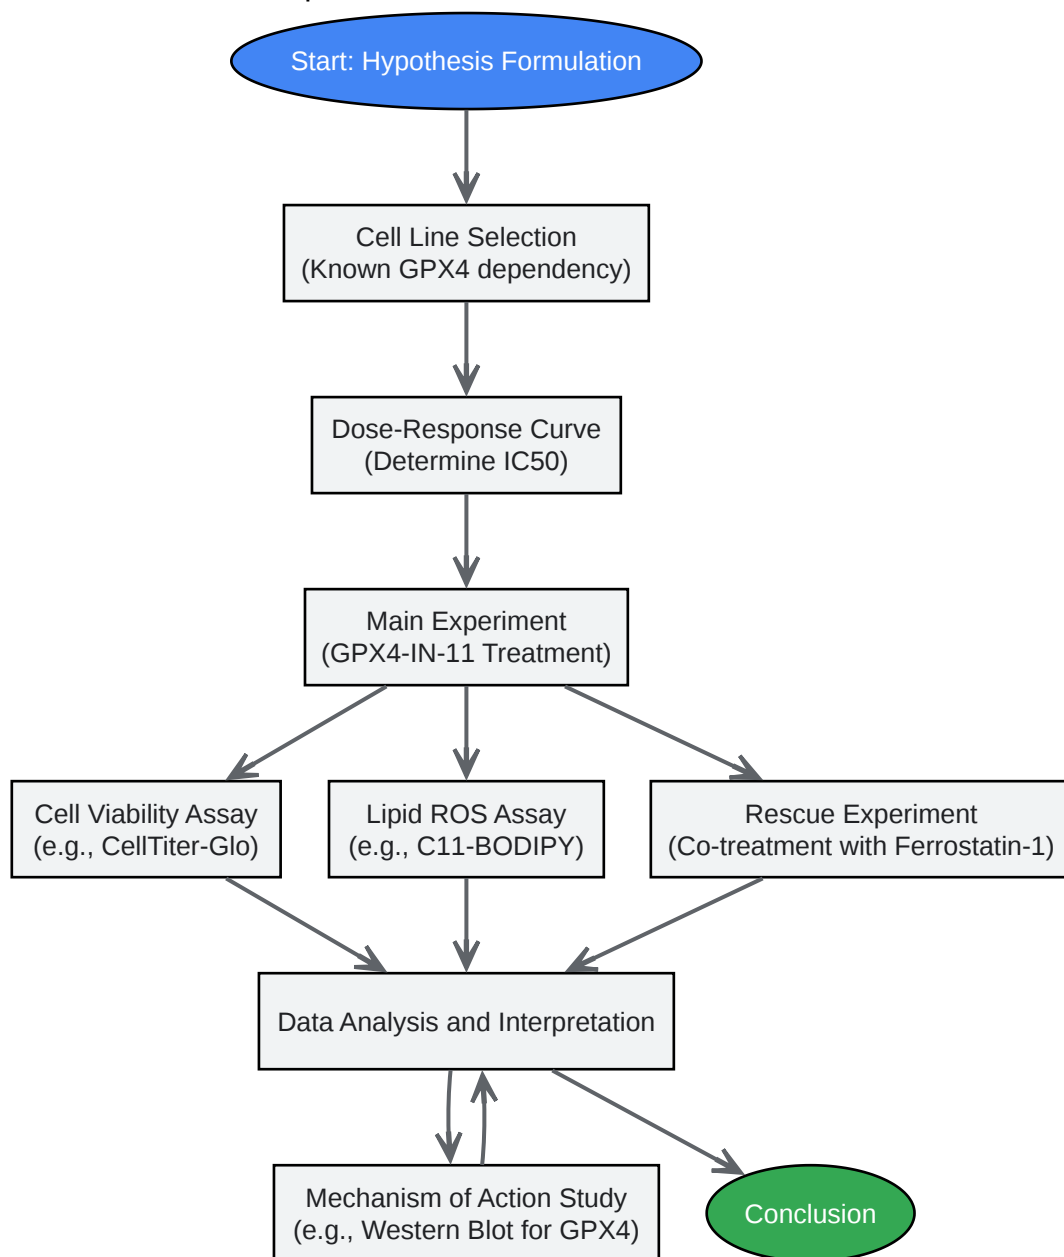 Start: Hypothesis Formulation
Cell Line Selection
(Known GPX4 dependency)
Dose-Response Curve
(Determine IC50)
Main Experiment
(GPX4-IN-11 Treatment)
Cell Viability Assay
(e.g., CellTiter-Glo)
Lipid ROS Assay
(e.g., C11-BODIPY)
Rescue Experiment
(Co-treatment with Ferrostatin-1)
Data Analysis and Interpretation
Mechanism of Action Study
(e.g., Western Blot for GPX4)
Conclusion